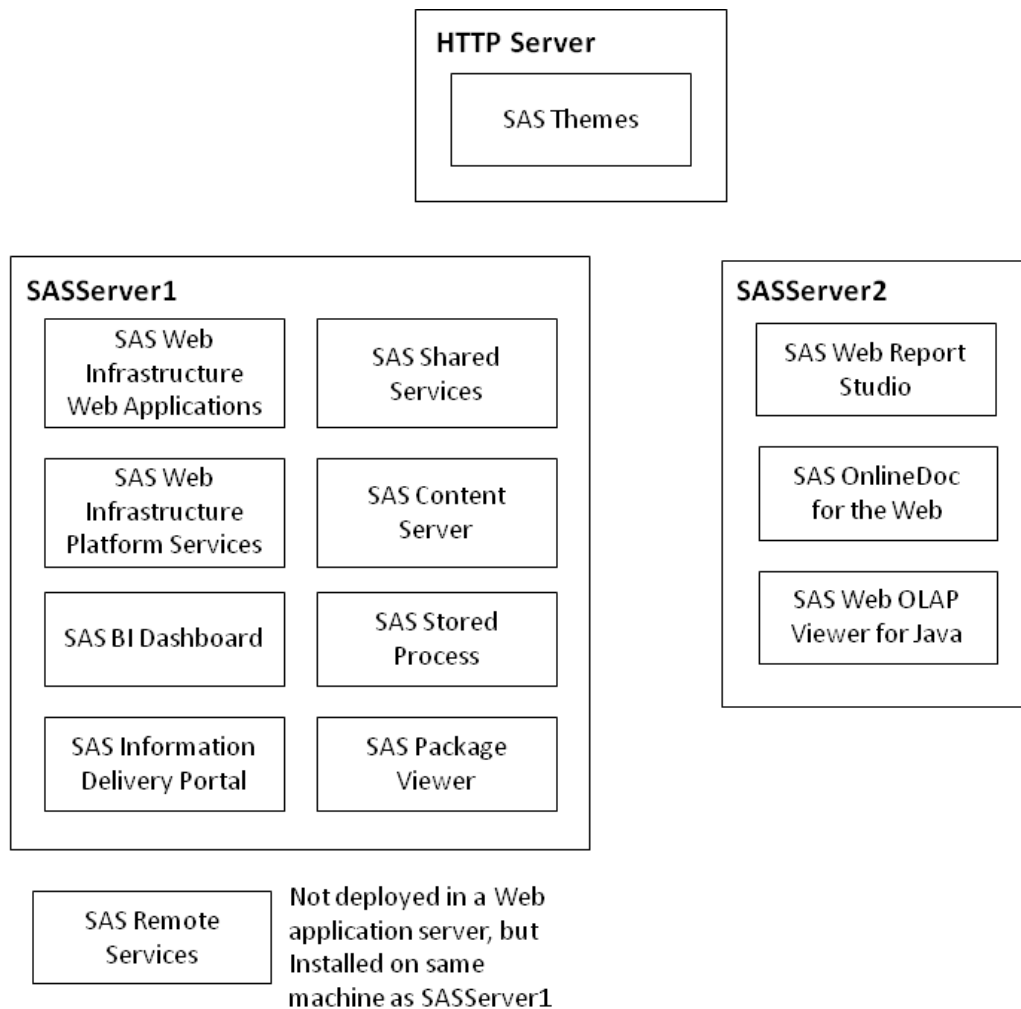 HTTP Server
SAS Themes
SASServer1
SAS Web
Infrastructure
Web Applications
SAS Shared
Services
SAS Web
Infrastructure
Platform Services
SAS Content
Server
SAS BI Dashboard
SAS Stored
Process
SAS Information
Delivery Portal
SAS Package
Viewer
SASServer2
SAS Web Report
Studio
SAS OnlineDoc
for the Web
SAS Web OLAP
Viewer for Java
SAS Remote
Services
Not deployed in a Web
application server, but
Installed on same
machine as SASServer1